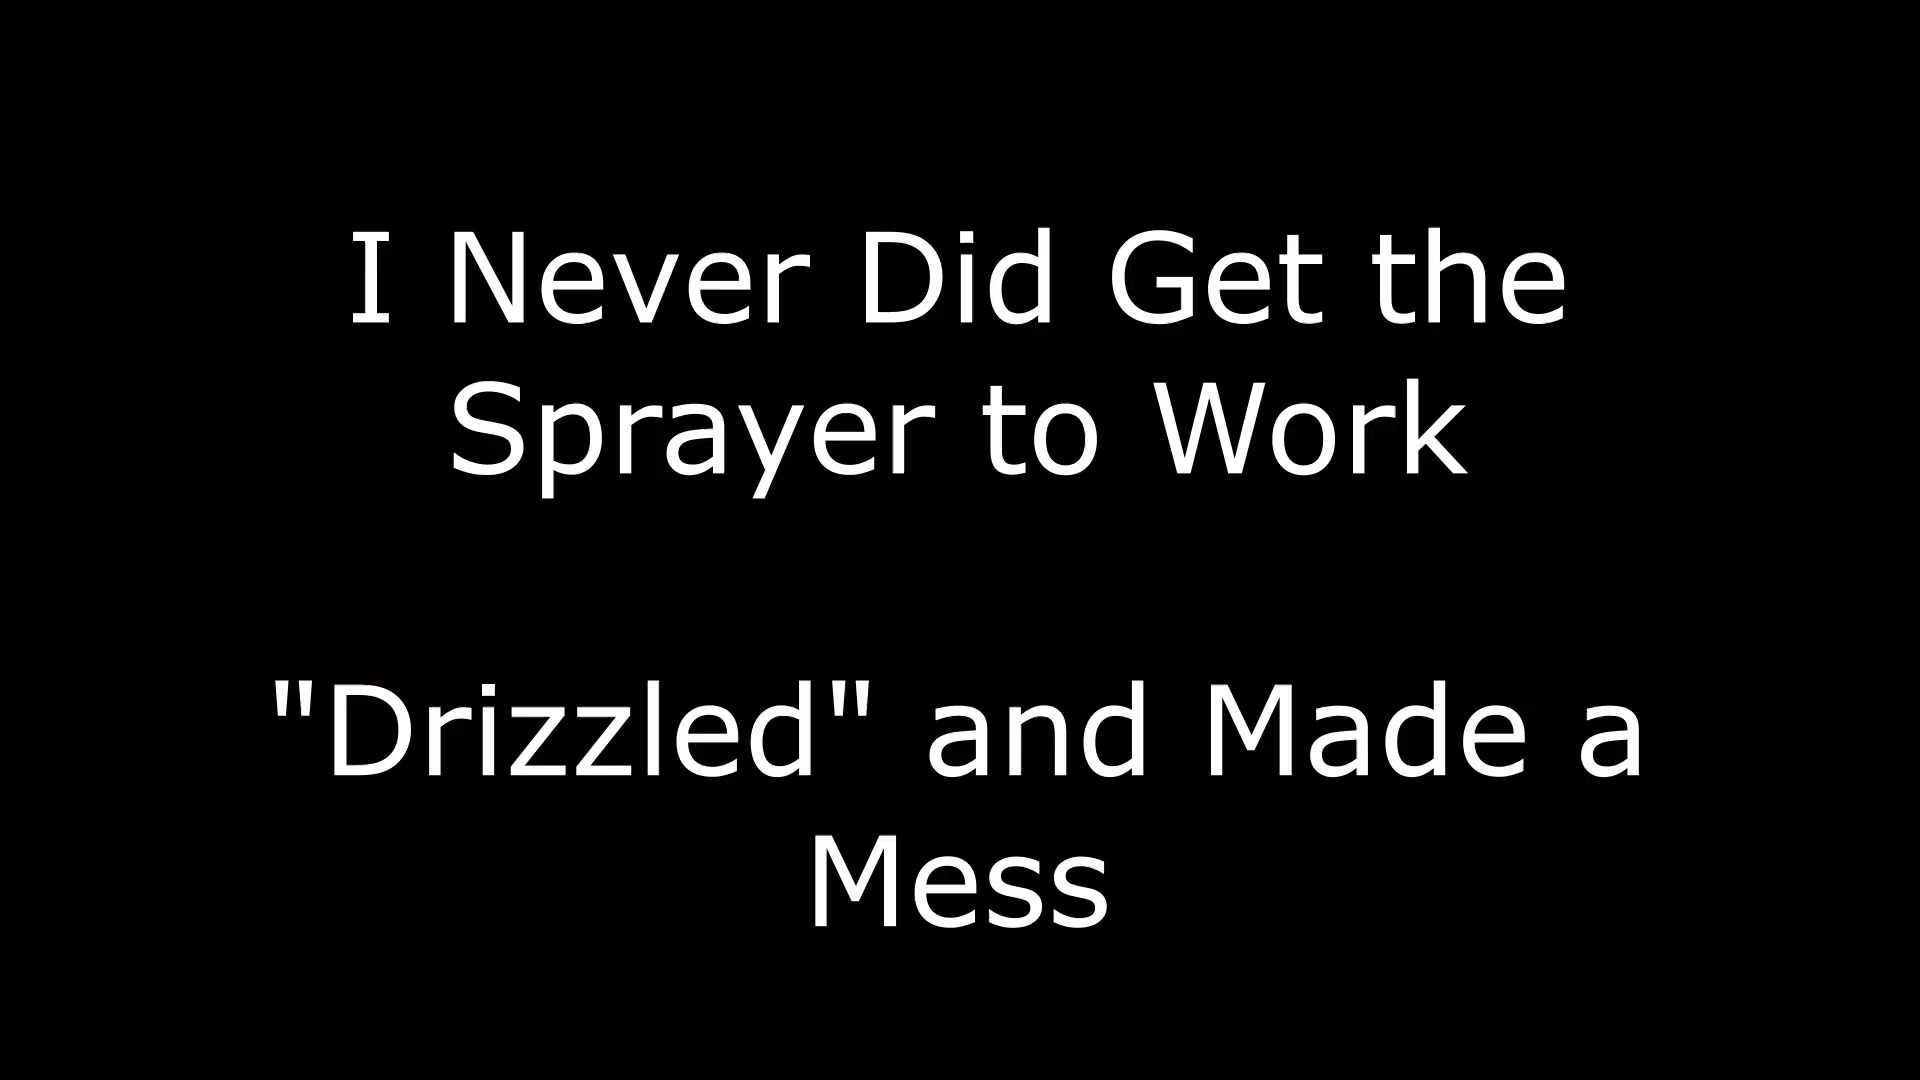 I Never Did Get the
Sprayer to Work
"Drizzled" and Made a
Mess